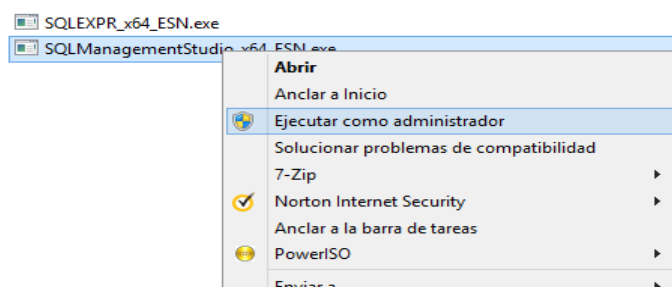 SQLEXPR_x64_ESN.exe
SQLManagementStudio_x64_ESN.exe
Abrir
Anclar a Inicio
Ejecutar como administrador
Solucionar problemas de compatibilidad
7-Zip
Norton Internet Security
Anclar a la barra de tareas
PowerISO
Enviar a